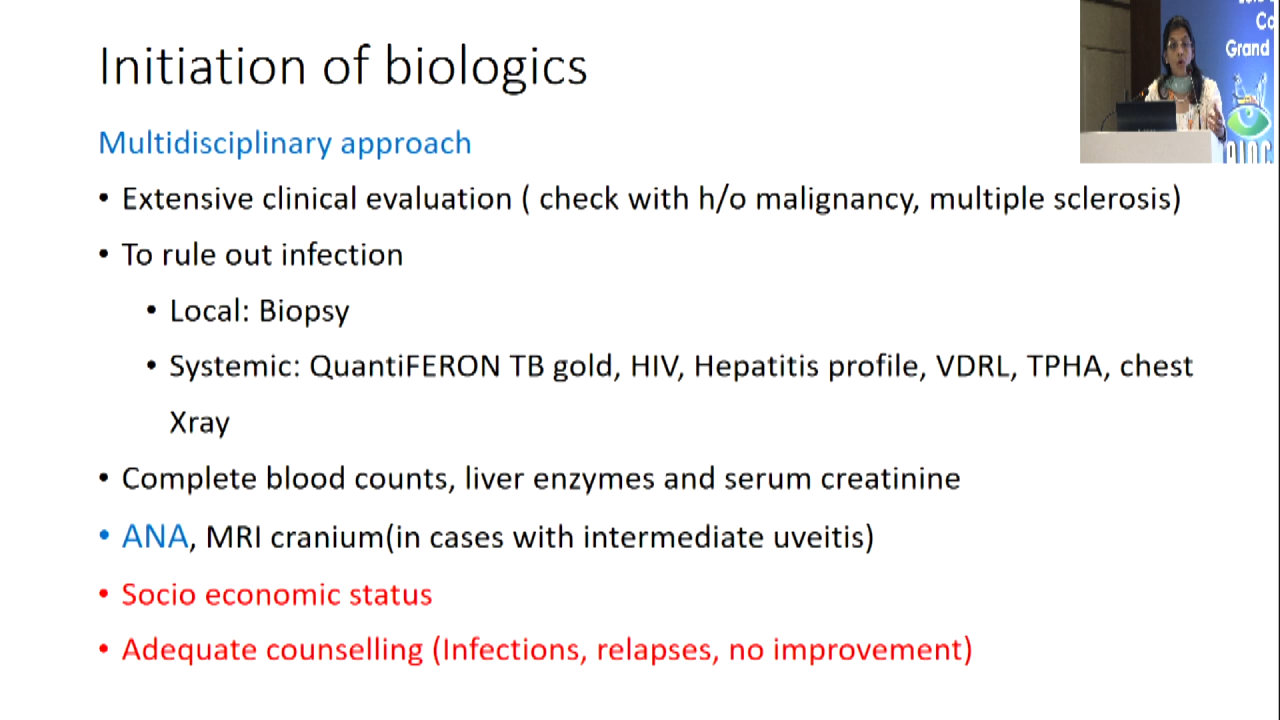 Initiation of biologics
Multidisciplinary approach
• Extensive clinical evaluation ( check with h/o malignancy, multiple sclerosis)
• To rule out infection
• Local: Biopsy
• Systemic: QuantiFERON TB gold, HIV, Hepatitis profile, VDRL, TPHA, chest
Xray
• Complete blood counts, liver enzymes and serum creatinine
• ANA, MRI cranium(in cases with intermediate uveitis)
• Socio economic status
• Adequate counselling (Infections, relapses, no improvement)
Co
Grand